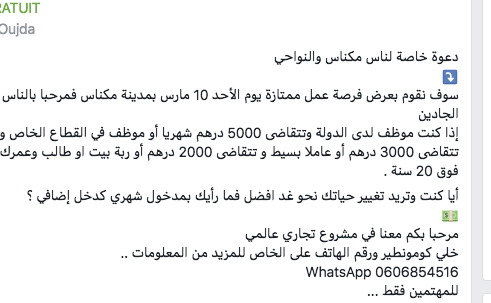 RATUIT
Oujda
دعوة خاصة لناس مكناس والنواحي
سوف نقوم بعرض فرصة عمل ممتازة يوم الأحد 10 مارس بمدينة مكناس فمرحبا بالناس
الجادين
إذا كنت موظف لدى الدولة وتتقاضى 5000 درهم شهريا أو موظف في القطاع الخاص و
تتقاضى 3000 درهم أو عاملا بسيط و تتقاضى 2000 درهم أو ربة بيت او طالب وعمرك
فوق 20 سنة .
أيا كنت وتريد تغيير حياتك نحو غد افضل فما رأيك بمدخول شهري كدخل إضافي ؟
مرحبا بكم معنا في مشروع تجاري عالمي
خلي كومونطير ورقم الهاتف على الخاص للمزيد من المعلومات ..
WhatsApp 0606854516
للمهتمين فقط ...